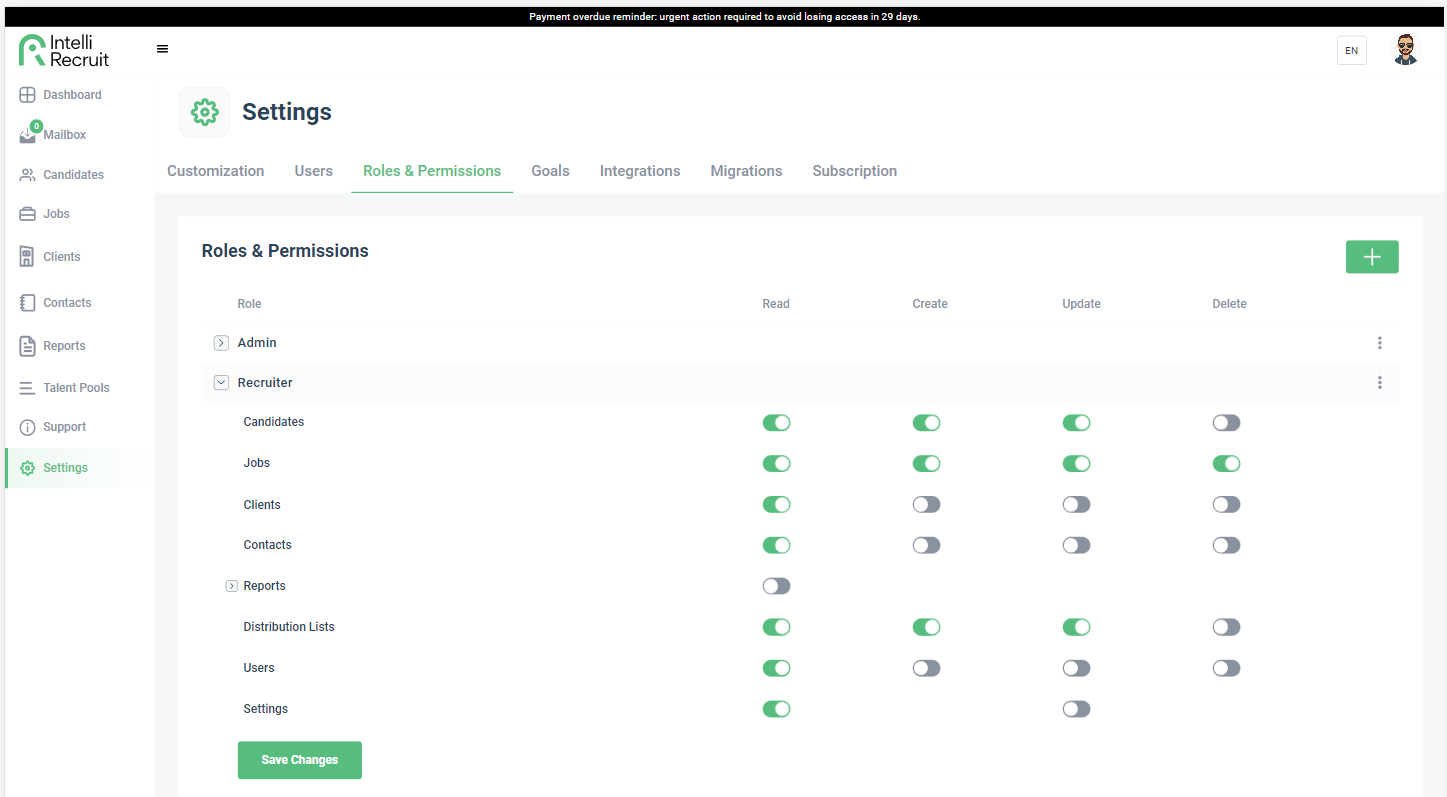 Payment overdue reminder: urgent action required to avoid losing access in 29 days.
Intelli
Recruit
EN
Dashboard
0
Mailbox
Candidates
Jobs
Clients
Contacts
Reports
Talent Pools
Support
Settings
Settings
Customization Users Roles & Permissions Goals Integrations Migrations Subscription
Roles & Permissions
Role Read Create Update Delete
Admin
Recruiter
Candidates
Jobs
Clients
Contacts
Reports
Distribution Lists
Users
Settings
Save Changes